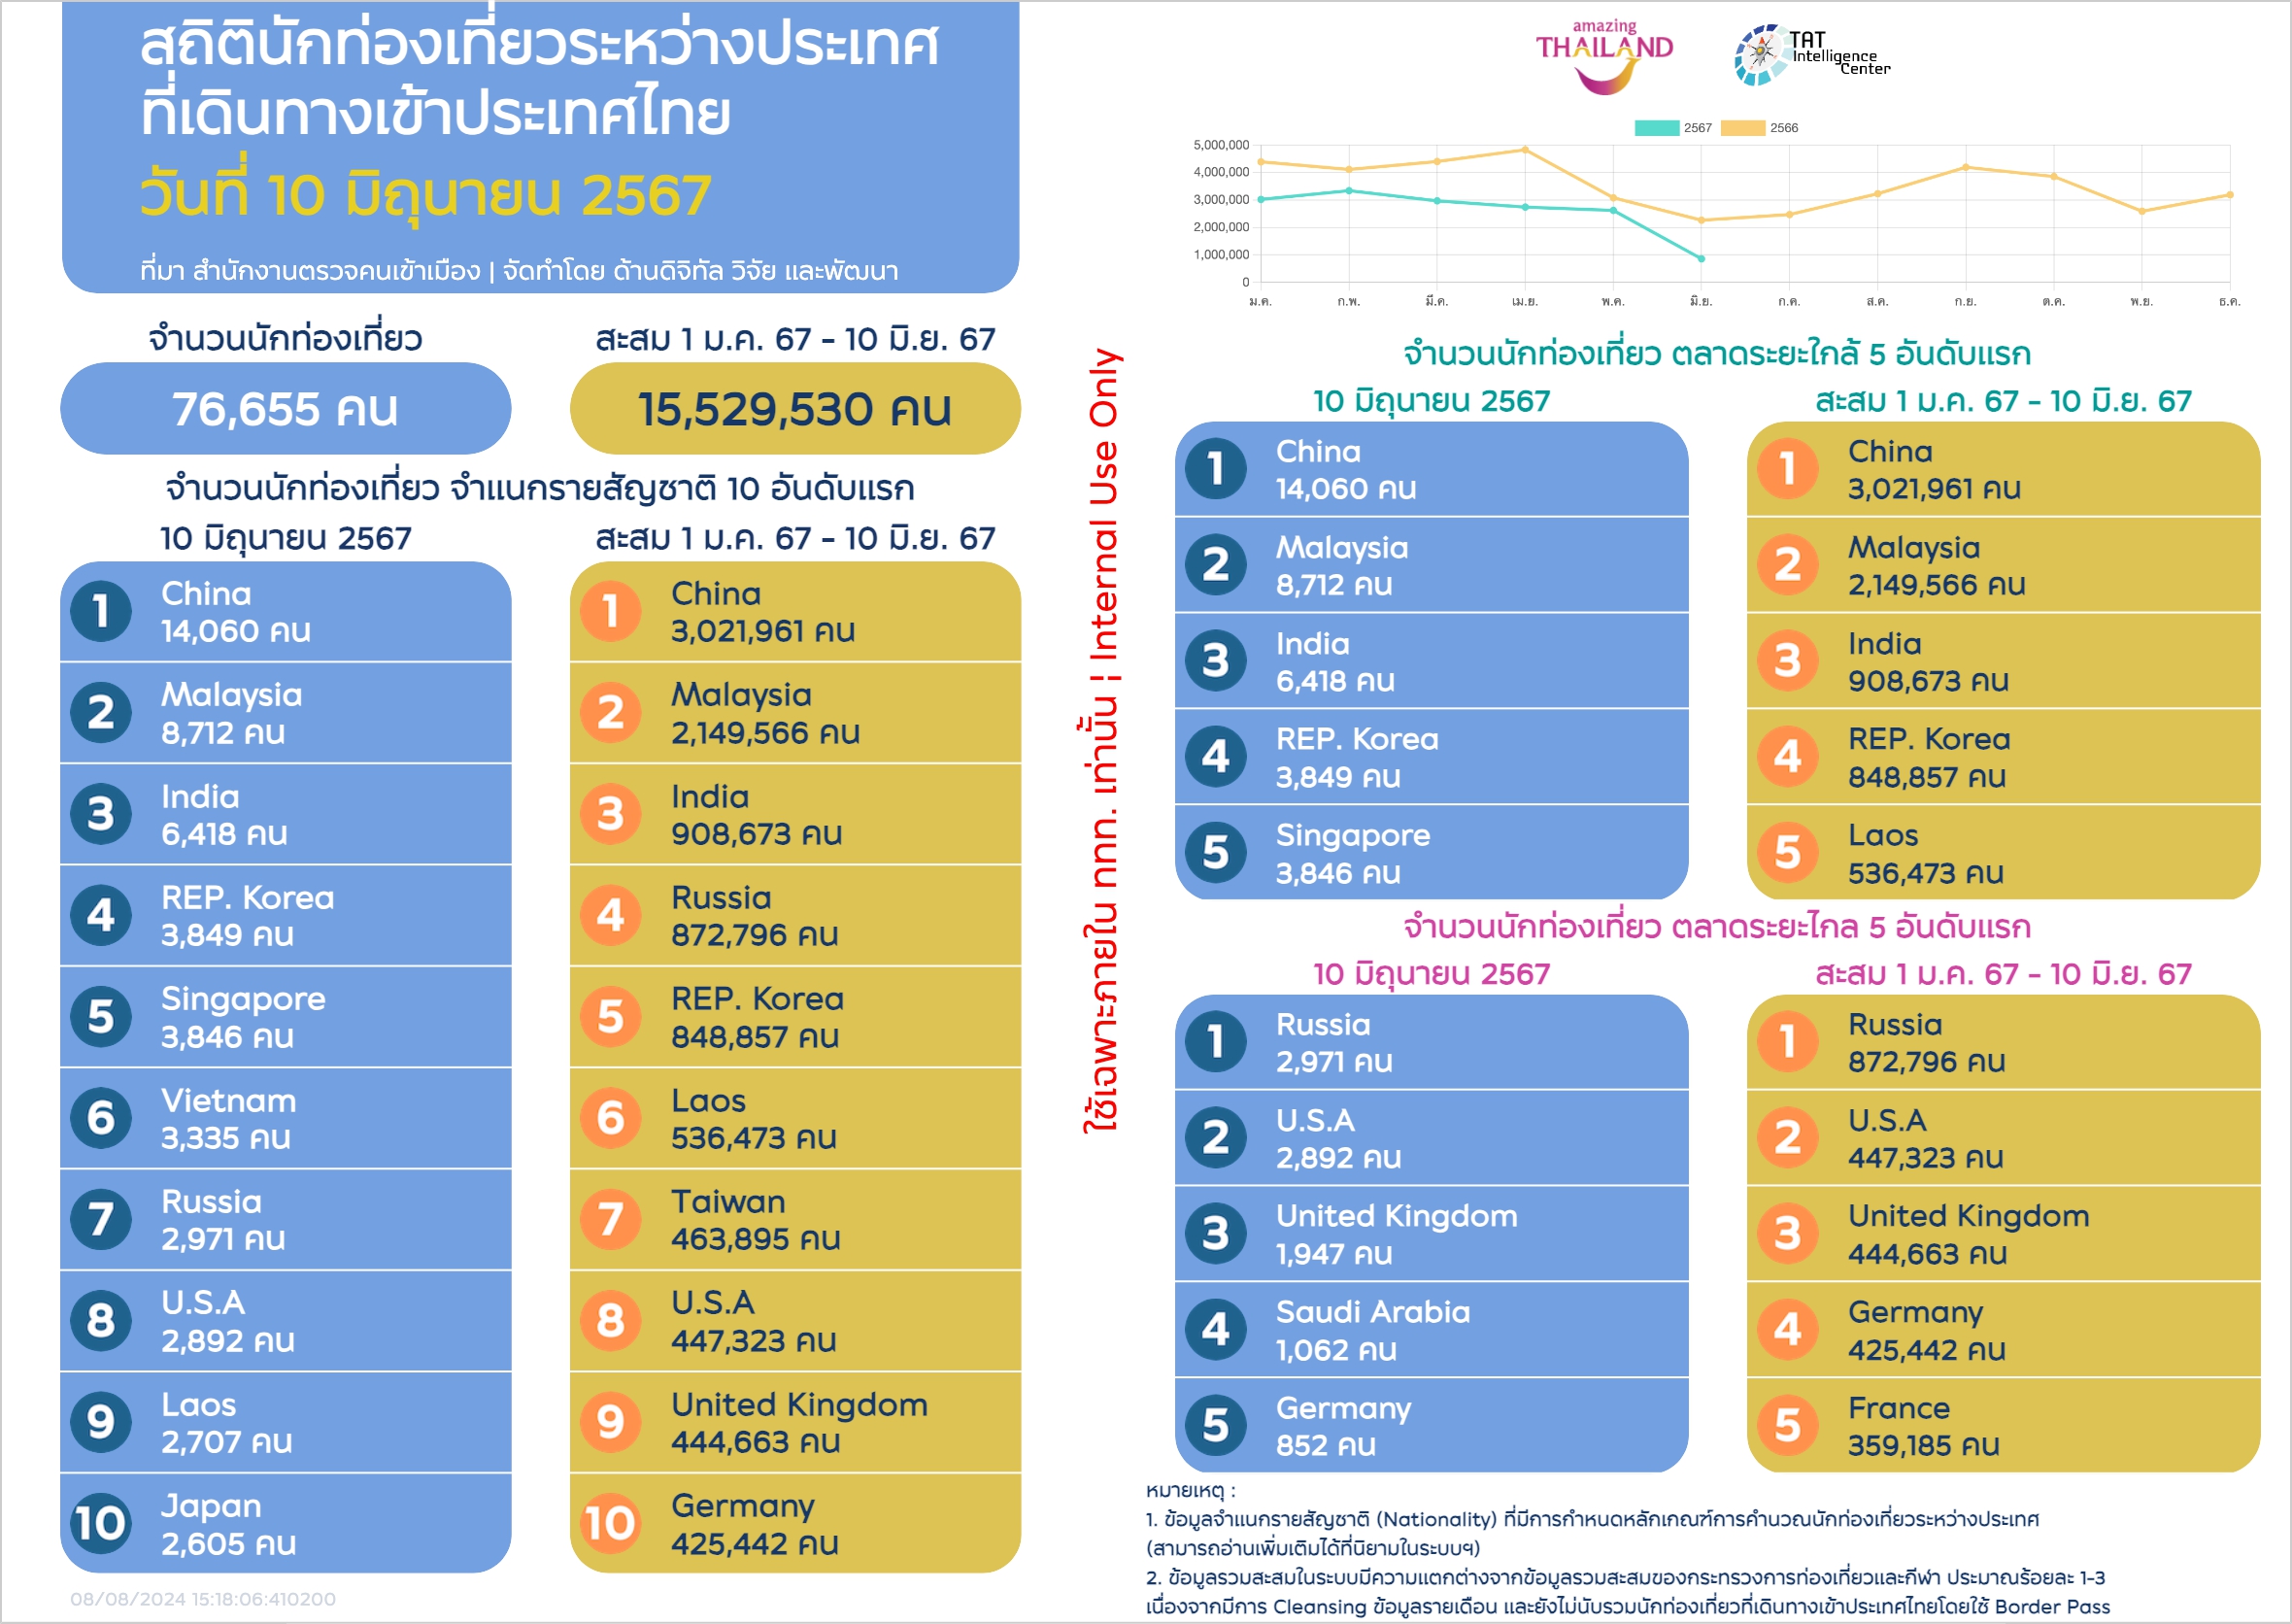 สถิตินักท่องเที่ยวระหว่างประเทศ
ที่เดินทางเข้าประเทศไทย
วันที่ 10 มิถุนายน 2567
ที่มา สำนักงานตรวจคนเข้าเมือง | จัดทำโดย ด้านดิจิทัล วิจัย และพัฒนา
จำนวนนักท่องเที่ยว
76,655 คน
สะสม 1 ม.ค. 67 - 10 มิ.ย. 67
15,529,530 คน
จำนวนนักท่องเที่ยว จำแนกรายสัญชาติ 10 อันดับแรก
10 มิถุนายน 2567
1
China
14,060 คน
2
Malaysia
8,712 คน
3
India
6,418 คน
4
REP. Korea
3,849 คน
5
Singapore
3,846 คน
6
Vietnam
3,335 คน
7
Russia
2,971 คน
8
U.S.A
2,892 คน
9
Laos
2,707 คน
10
Japan
2,605 คน
สะสม 1 ม.ค. 67 - 10 มิ.ย. 67
1
China
3,021,961 คน
2
Malaysia
2,149,566 คน
3
India
908,673 คน
4
Russia
872,796 คน
5
REP. Korea
848,857 คน
6
Laos
536,473 คน
7
Taiwan
463,895 คน
8
U.S.A
447,323 คน
9
United Kingdom
444,663 คน
10
Germany
425,442 คน
08/08/2024 15:18:06:410200
ใช้เฉพาะภายใน ททท. เท่านั้น ¦ Internal Use Only
amazing
THAILAND
TAT
Intelligence
Center
2567 2566
5,000,000
4,000,000
3,000,000
2,000,000
1,000,000
0
ม.ค. ก.พ. มี.ค. เม.ย. พ.ค. มิ.ย. ก.ค. ส.ค. ก.ย. ต.ค. พ.ย. ธ.ค.
จำนวนนักท่องเที่ยว ตลาดระยะใกล้ 5 อันดับแรก
10 มิถุนายน 2567
1
China
14,060 คน
2
Malaysia
8,712 คน
3
India
6,418 คน
4
REP. Korea
3,849 คน
5
Singapore
3,846 คน
สะสม 1 ม.ค. 67 - 10 มิ.ย. 67
1
China
3,021,961 คน
2
Malaysia
2,149,566 คน
3
India
908,673 คน
4
REP. Korea
848,857 คน
5
Laos
536,473 คน
จำนวนนักท่องเที่ยว ตลาดระยะไกล 5 อันดับแรก
10 มิถุนายน 2567
1
Russia
2,971 คน
2
U.S.A
2,892 คน
3
United Kingdom
1,947 คน
4
Saudi Arabia
1,062 คน
5
Germany
852 คน
สะสม 1 ม.ค. 67 - 10 มิ.ย. 67
1
Russia
872,796 คน
2
U.S.A
447,323 คน
3
United Kingdom
444,663 คน
4
Germany
425,442 คน
5
France
359,185 คน
หมายเหตุ :
1. ข้อมูลจำแนกรายสัญชาติ (Nationality) ที่มีการกำหนดหลักเกณฑ์การคำนวณนักท่องเที่ยวระหว่างประเทศ
(สามารถอ่านเพิ่มเติมได้ที่นิยามในระบบฯ)
2. ข้อมูลรวมสะสมในระบบมีความแตกต่างจากข้อมูลรวมสะสมของกระทรวงการท่องเที่ยวและกีฬา ประมาณร้อยละ 1-3
เนื่องจากมีการ Cleansing ข้อมูลรายเดือน และยังไม่นับรวมนักท่องเที่ยวที่เดินทางเข้าประเทศไทยโดยใช้ Border Pass